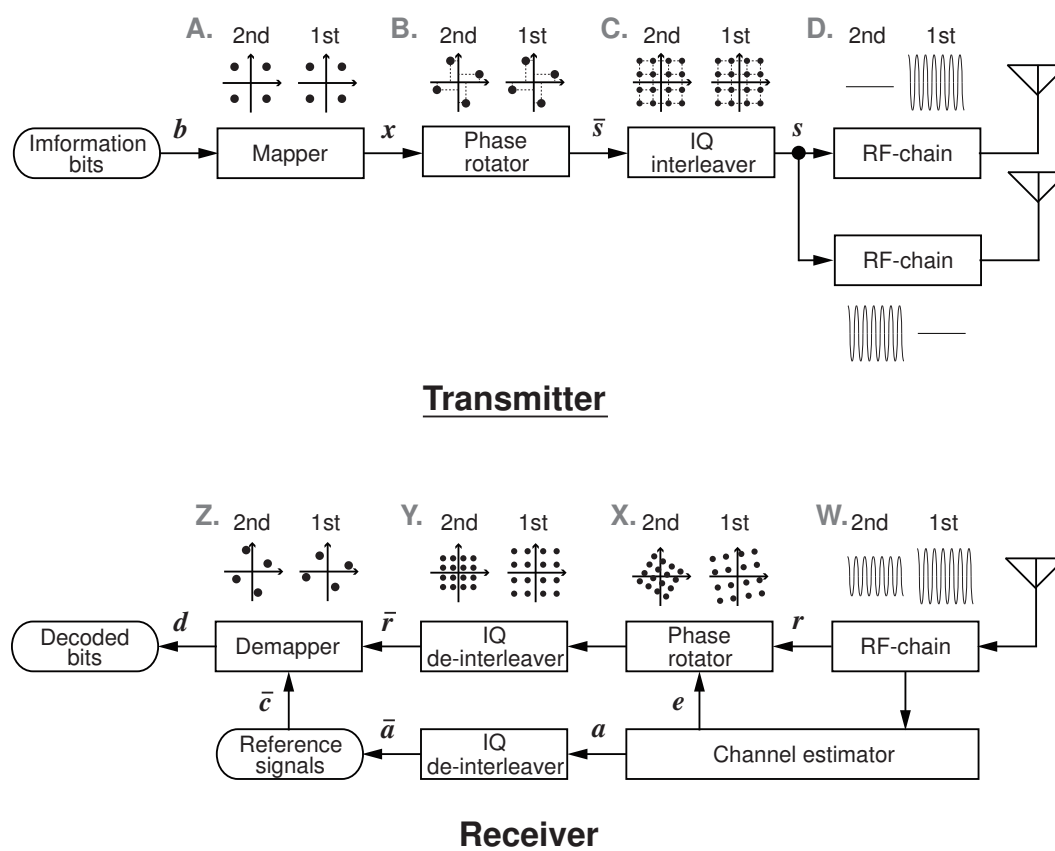 A. B. C. D.
2nd 1st 2nd 1st 2nd 1st 2nd 1st
b x s̄ s
Imformation
bits
Mapper
Phase
rotator
IQ
interleaver
RF-chain
RF-chain
Transmitter
Z. Y. X. W.
2nd 1st 2nd 1st 2nd 1st 2nd 1st
d r̄ r
Decoded
bits
Demapper
IQ
de-interleaver
Phase
rotator
RF-chain
c̄ ā a e
Reference
signals
IQ
de-interleaver
Channel estimator
Receiver